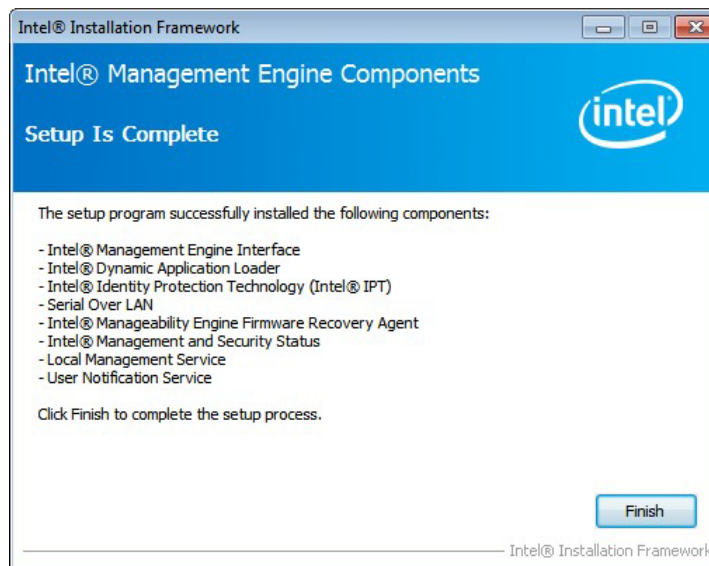 Intel® Installation Framework
Intel® Management Engine Components
Setup Is Complete
intel
The setup program successfully installed the following components:
- Intel® Management Engine Interface
- Intel® Dynamic Application Loader
- Intel® Identity Protection Technology (Intel® IPT)
- Serial Over LAN
- Intel® Manageability Engine Firmware Recovery Agent
- Intel® Management and Security Status
- Local Management Service
- User Notification Service
Click Finish to complete the setup process.
Finish
Intel® Installation Framework